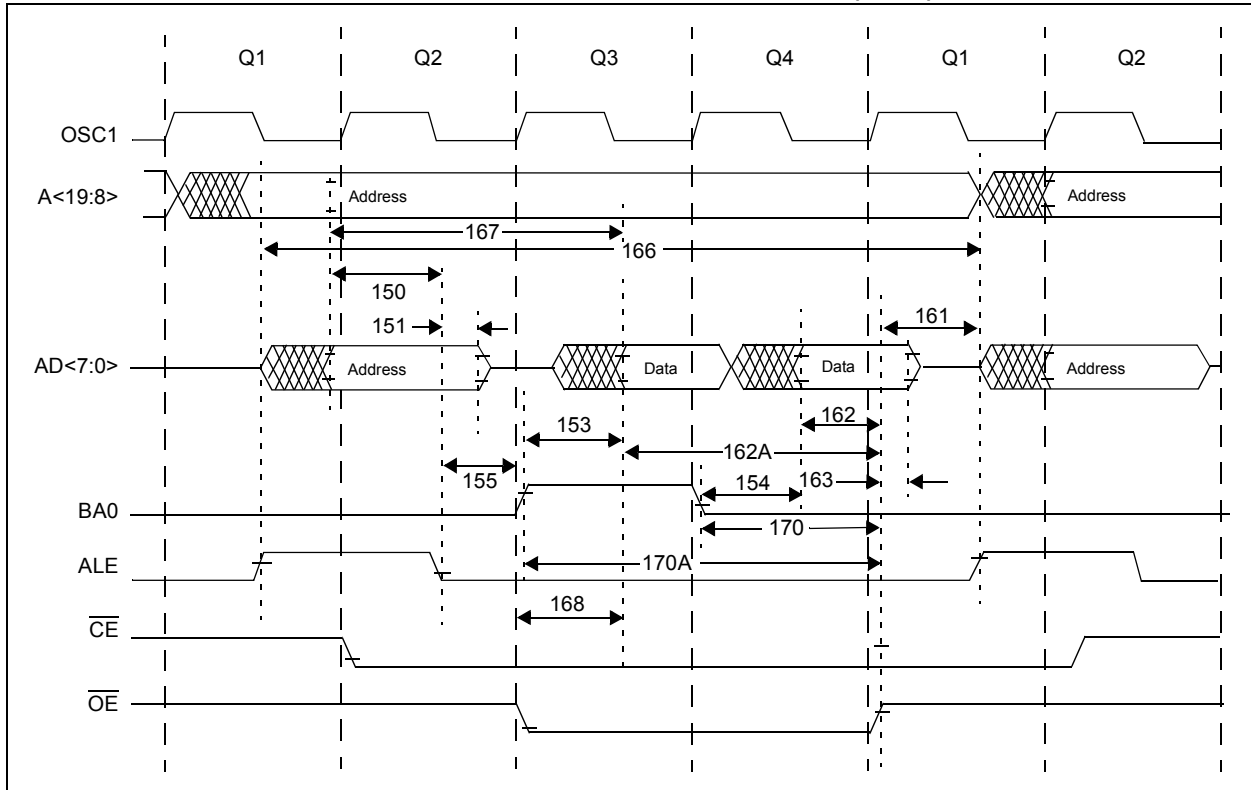 Q1 Q2 Q3 Q4 Q1 Q2
OSC1
A<19:8> Address Address
167
166
150
151 161
AD<7:0> Address Data Data Address
153 162
162A
155 154 163
BA0
170
ALE 170A
168
CE
OE